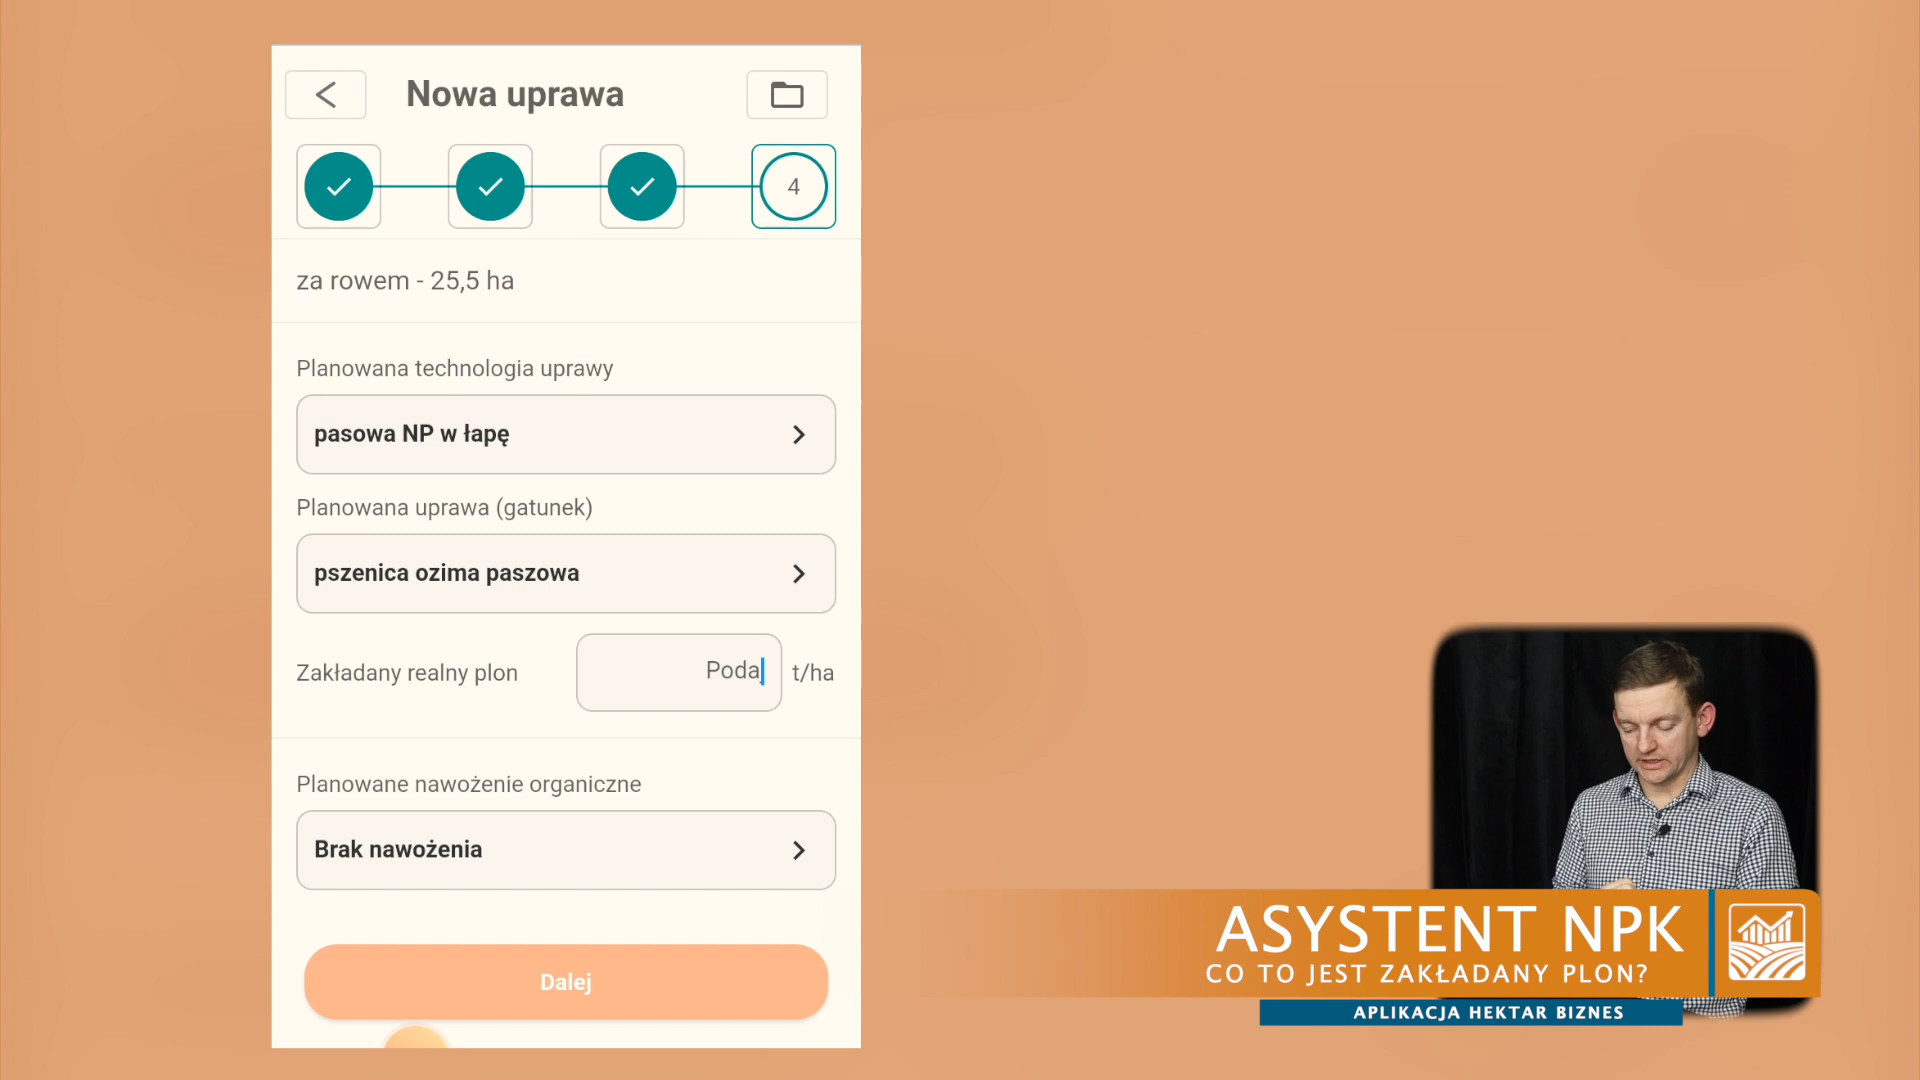 Nowa uprawa
4
za rowem - 25,5 ha
Planowana technologia uprawy
pasowa NP w łapę
Planowana uprawa (gatunek)
pszenica ozima paszowa
Zakładany realny plon
Podaj
t/ha
Planowane nawożenie organiczne
Brak nawożenia
Dalej
ASYSTENT NPK
CO TO JEST ZAKŁADANY PLON?
APLIKACJA HEKTAR BIZNES